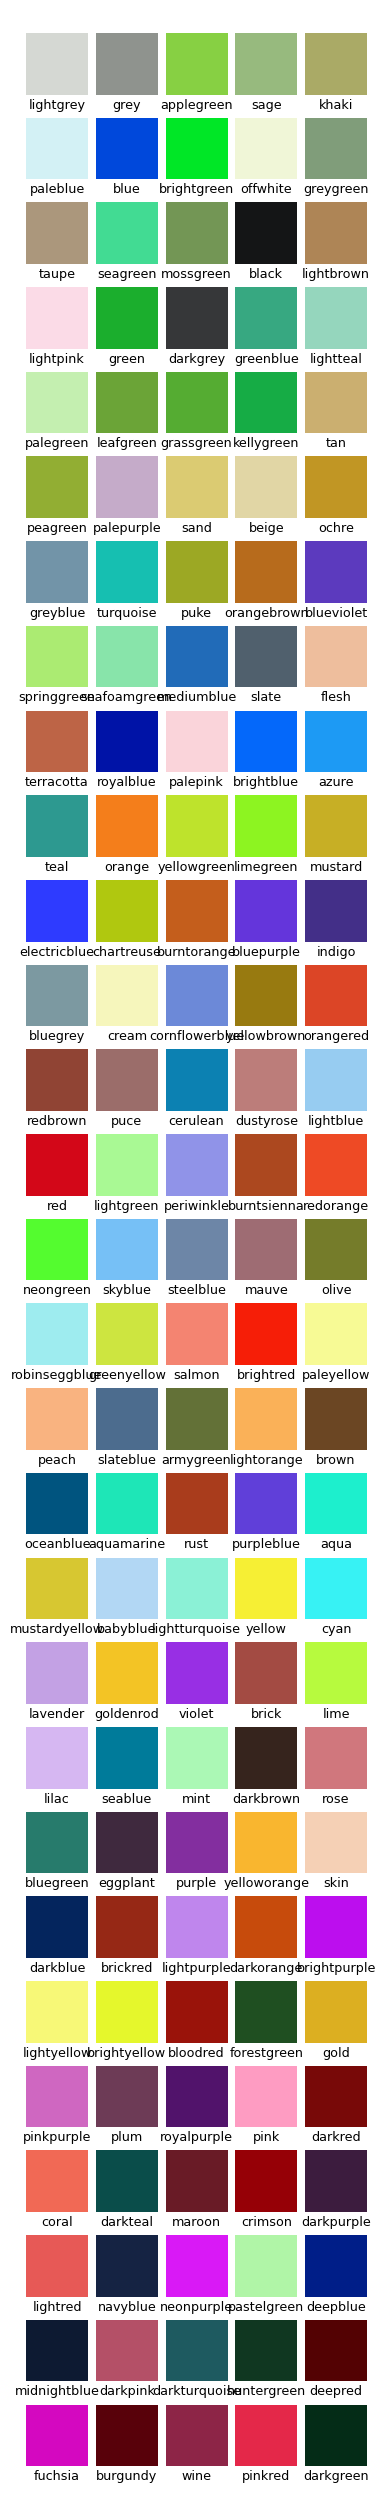 lightgrey grey applegreen sage khaki
paleblue blue brightgreen offwhite greygreen
taupe seagreen mossgreen black lightbrown
lightpink green darkgrey greenblue lightteal
palegreen leafgreen grassgreen kellygreen tan
peagreen palepurple sand beige ochre
greyblue turquoise puke orangebrown blueviolet
springgreen seafoamgreen mediumblue slate flesh
terracotta royalblue palepink brightblue azure
teal orange yellowgreen limegreen mustard
electricblue chartreuse burntorange bluepurple indigo
bluegrey cream cornflowerblue yellowbrown orangered
redbrown puce cerulean dustyrose lightblue
red lightgreen periwinkle burntsienna redorange
neongreen skyblue steelblue mauve olive
robinseggblue greenyellow salmon brightred paleyellow
peach slateblue armygreen lightorange brown
oceanblue aquamarine rust purpleblue aqua
mustardyellow babyblue lightturquoise yellow cyan
lavender goldenrod violet brick lime
lilac seablue mint darkbrown rose
bluegreen eggplant purple yelloworange skin
darkblue brickred lightpurple darkorange brightpurple
lightyellow brightyellow bloodred forestgreen gold
pinkpurple plum royalpurple pink darkred
coral darkteal maroon crimson darkpurple
lightred navyblue neonpurple pastelgreen deepblue
midnightblue darkpink darkturquoise huntergreen deepred
fuchsia burgundy wine pinkred darkgreen